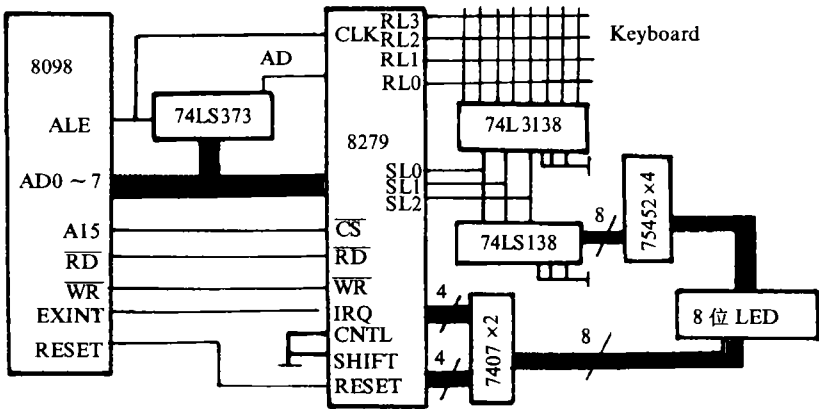 8098
ALE
AD0 ~ 7
A15
RD
WR
EXINT
RESET
74LS373
AD
CLK
8279
CS
RD
WR
IRQ
CNTL
SHIFT
RESET
RL3
RL2
RL1
RL0
SL0
SL1
SL2
Keyboard
74L3138
74LS138
8
75452 ×4
4
4
7407 ×2
8
8 位 LED